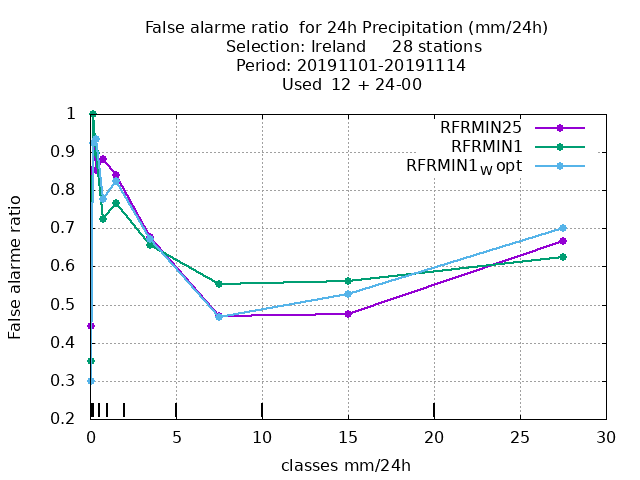 False alarme ratio  for 24h Precipitation (mm/24h)
Selection: Ireland     28 stations
Period: 20191101-20191114
Used  12 + 24-00
RFRMIN25
RFRMIN1
RFRMIN1W opt
1
0.9
0.8
0.7
0.6
0.5
0.4
0.3
0.2
False alarme ratio
0 5 10 15 20 25 30
classes mm/24h